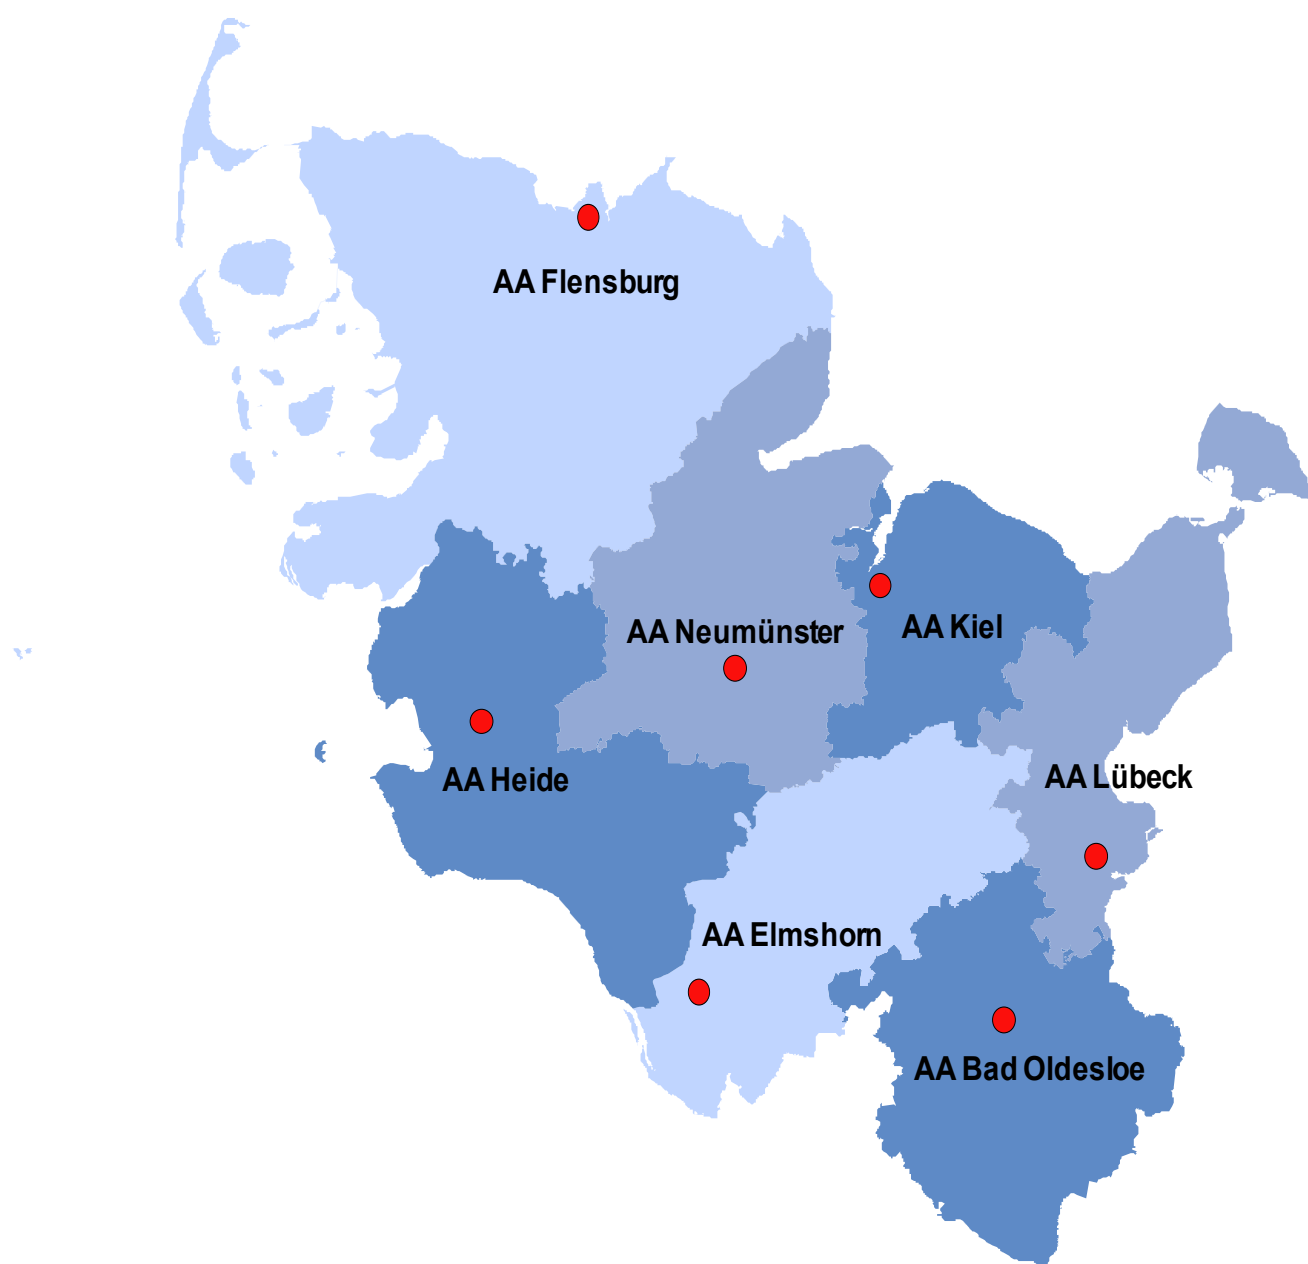 AA Flensburg
AA Neumünster
AA Kiel
AA Heide
AA Lübeck
AA Elmshorn
AA Bad Oldesloe